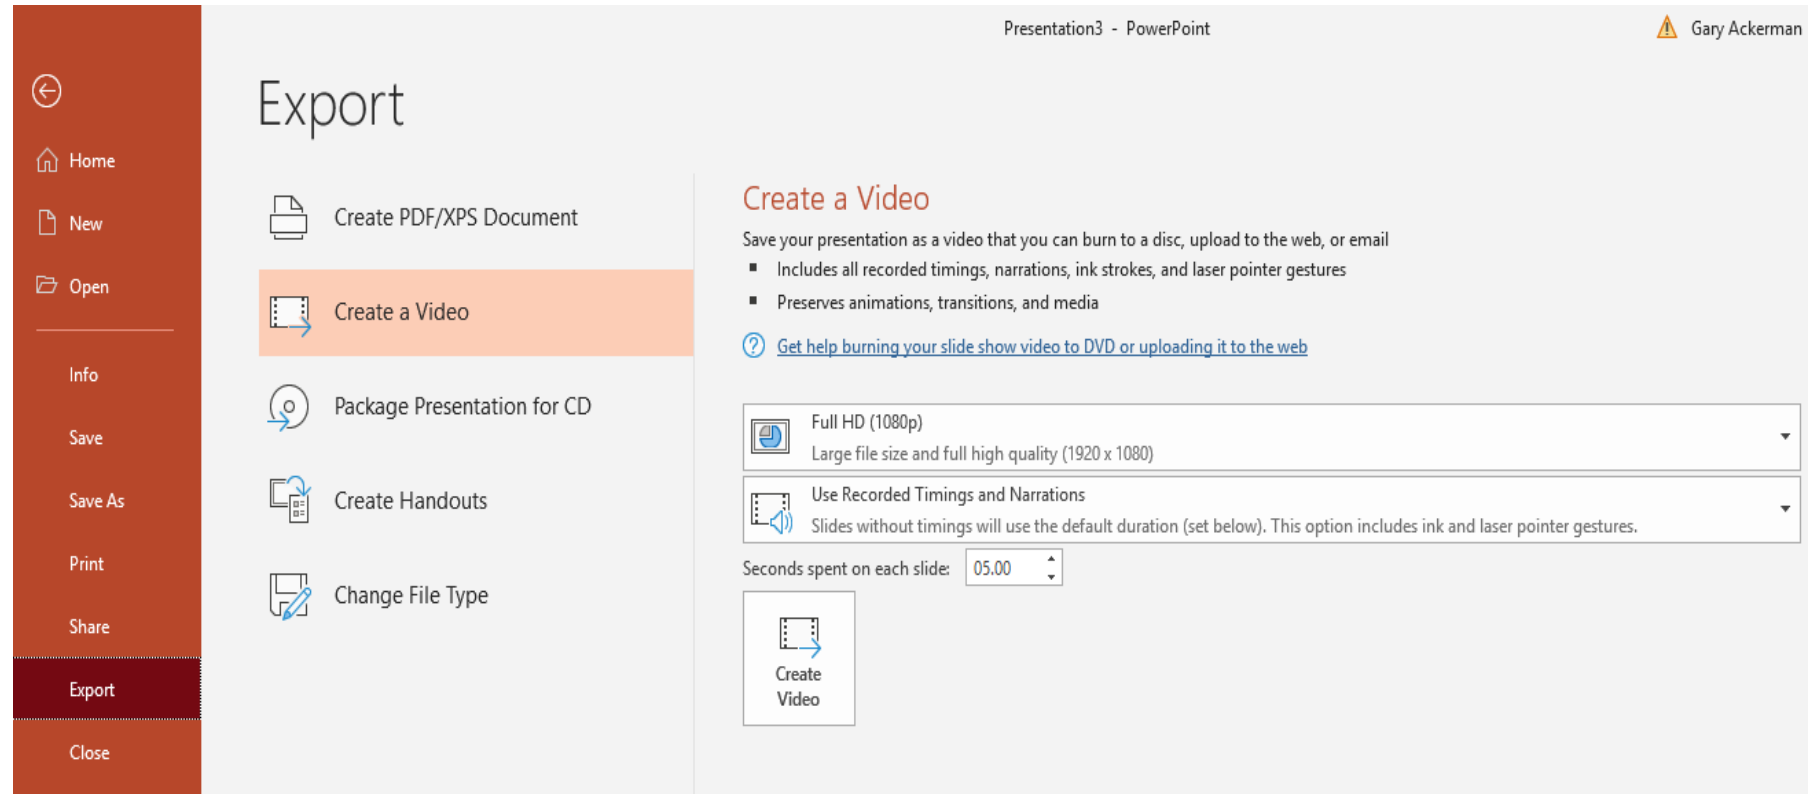 Presentation3 - PowerPoint
Gary Ackerman
Home
New
Open
Info
Save
Save As
Print
Share
Export
Close
Export
Create PDF/XPS Document
Create a Video
Package Presentation for CD
Create Handouts
Change File Type
Create a Video
Save your presentation as a video that you can burn to a disc, upload to the web, or email
Includes all recorded timings, narrations, ink strokes, and laser pointer gestures
Preserves animations, transitions, and media
Get help burning your slide show video to DVD or uploading it to the web
Full HD (1080p)
Large file size and full high quality (1920 x 1080)
Use Recorded Timings and Narrations
Slides without timings will use the default duration (set below). This option includes ink and laser pointer gestures.
Seconds spent on each slide: 05.00
Create
Video